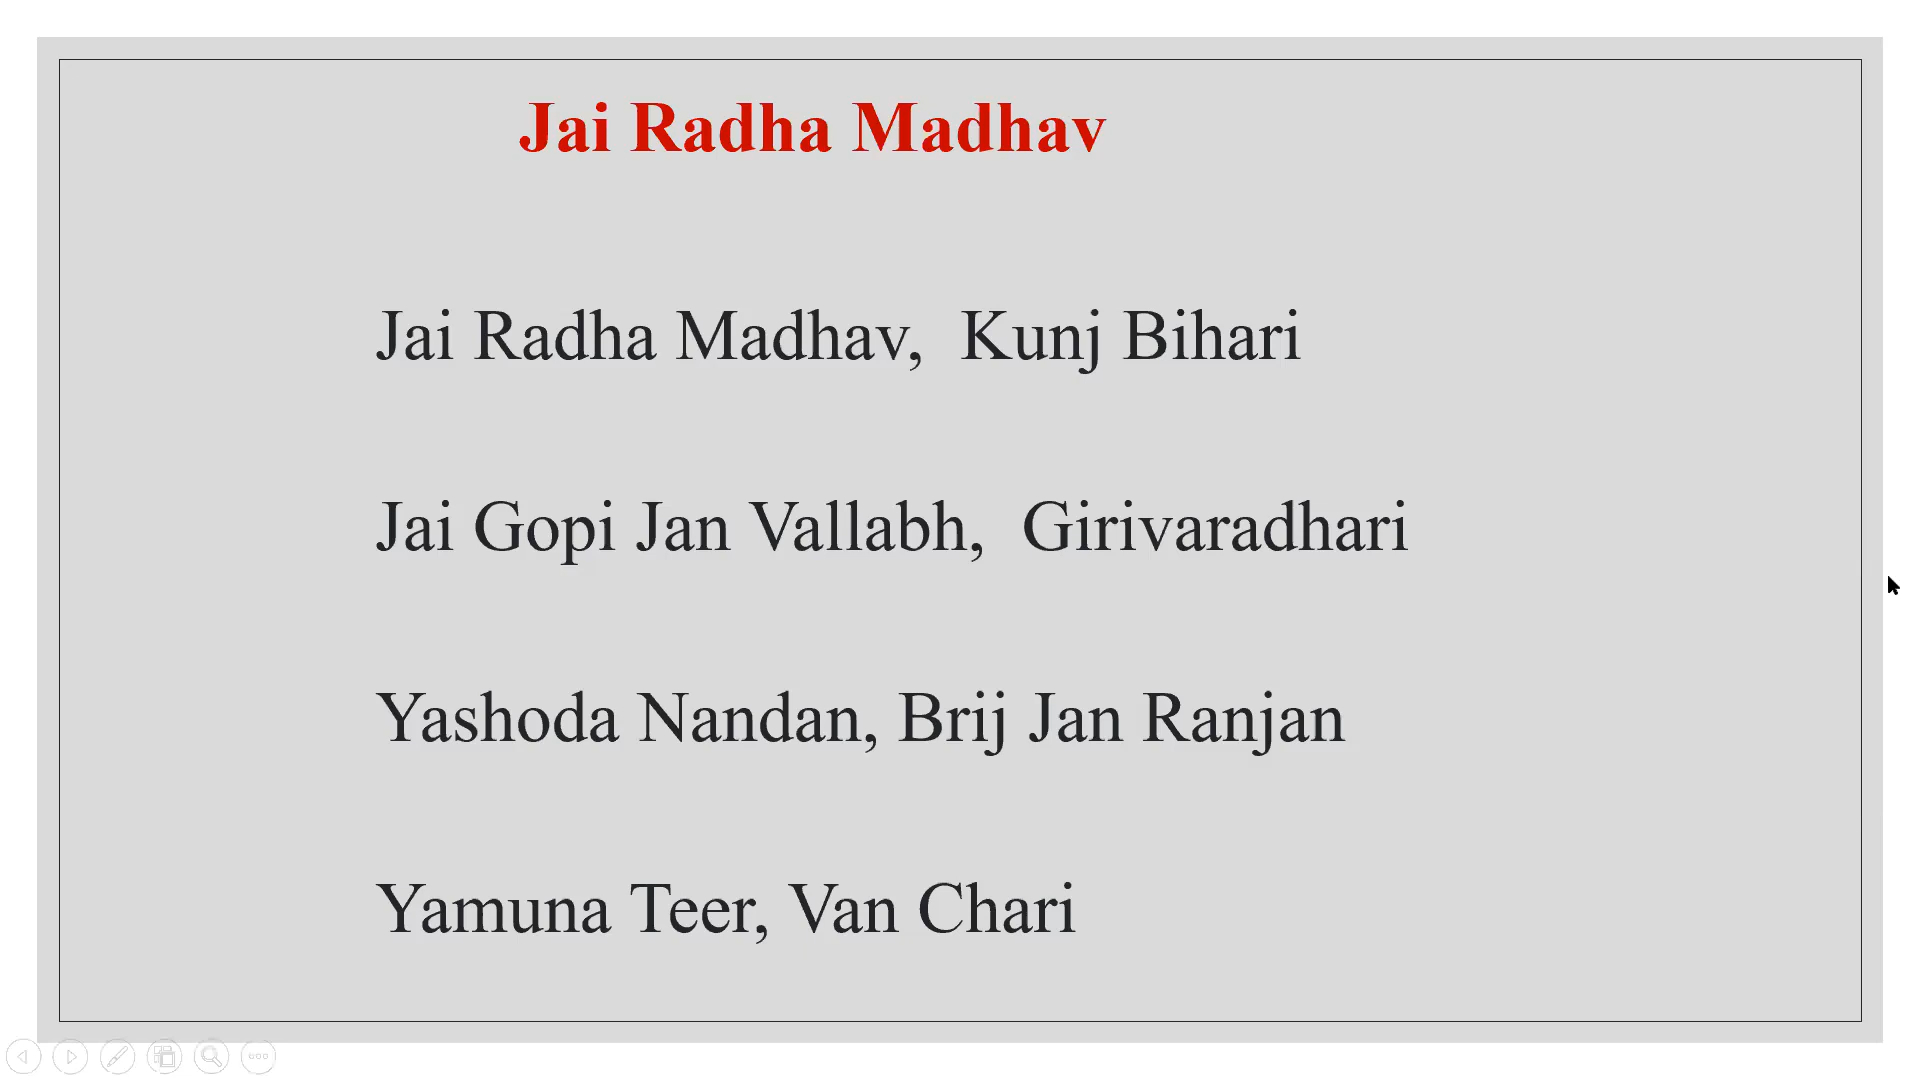 Jai Radha Madhav
Jai Radha Madhav,  Kunj Bihari
Jai Gopi Jan Vallabh,  Girivaradhari
Yashoda Nandan, Brij Jan Ranjan
Yamuna Teer, Van Chari